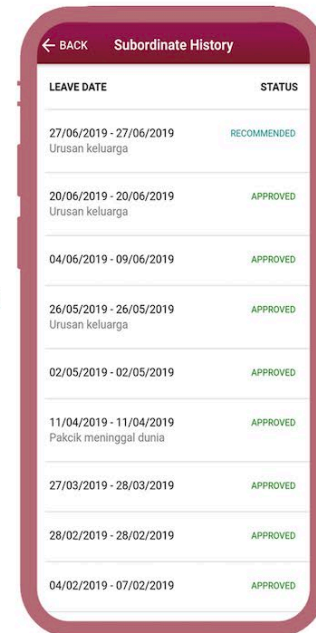 ← BACK Subordinate History
LEAVE DATE STATUS
27/06/2019 - 27/06/2019 RECOMMENDED
Urusan keluarga
20/06/2019 - 20/06/2019 APPROVED
Urusan keluarga
04/06/2019 - 09/06/2019 APPROVED
26/05/2019 - 26/05/2019 APPROVED
Urusan keluarga
02/05/2019 - 02/05/2019 APPROVED
11/04/2019 - 11/04/2019 APPROVED
Pakcik meninggal dunia
27/03/2019 - 28/03/2019 APPROVED
28/02/2019 - 28/02/2019 APPROVED
04/02/2019 - 07/02/2019 APPROVED